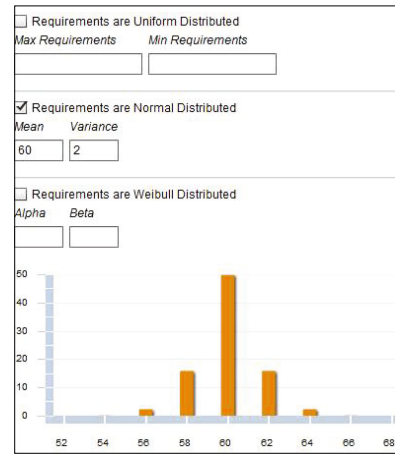 Requirements are Uniform Distributed
Max Requirements Min Requirements
Requirements are Normal Distributed
Mean Variance
60 2
Requirements are Weibull Distributed
Alpha Beta
50
40
30
20
10
0
52 54 56 58 60 62 64 66 68